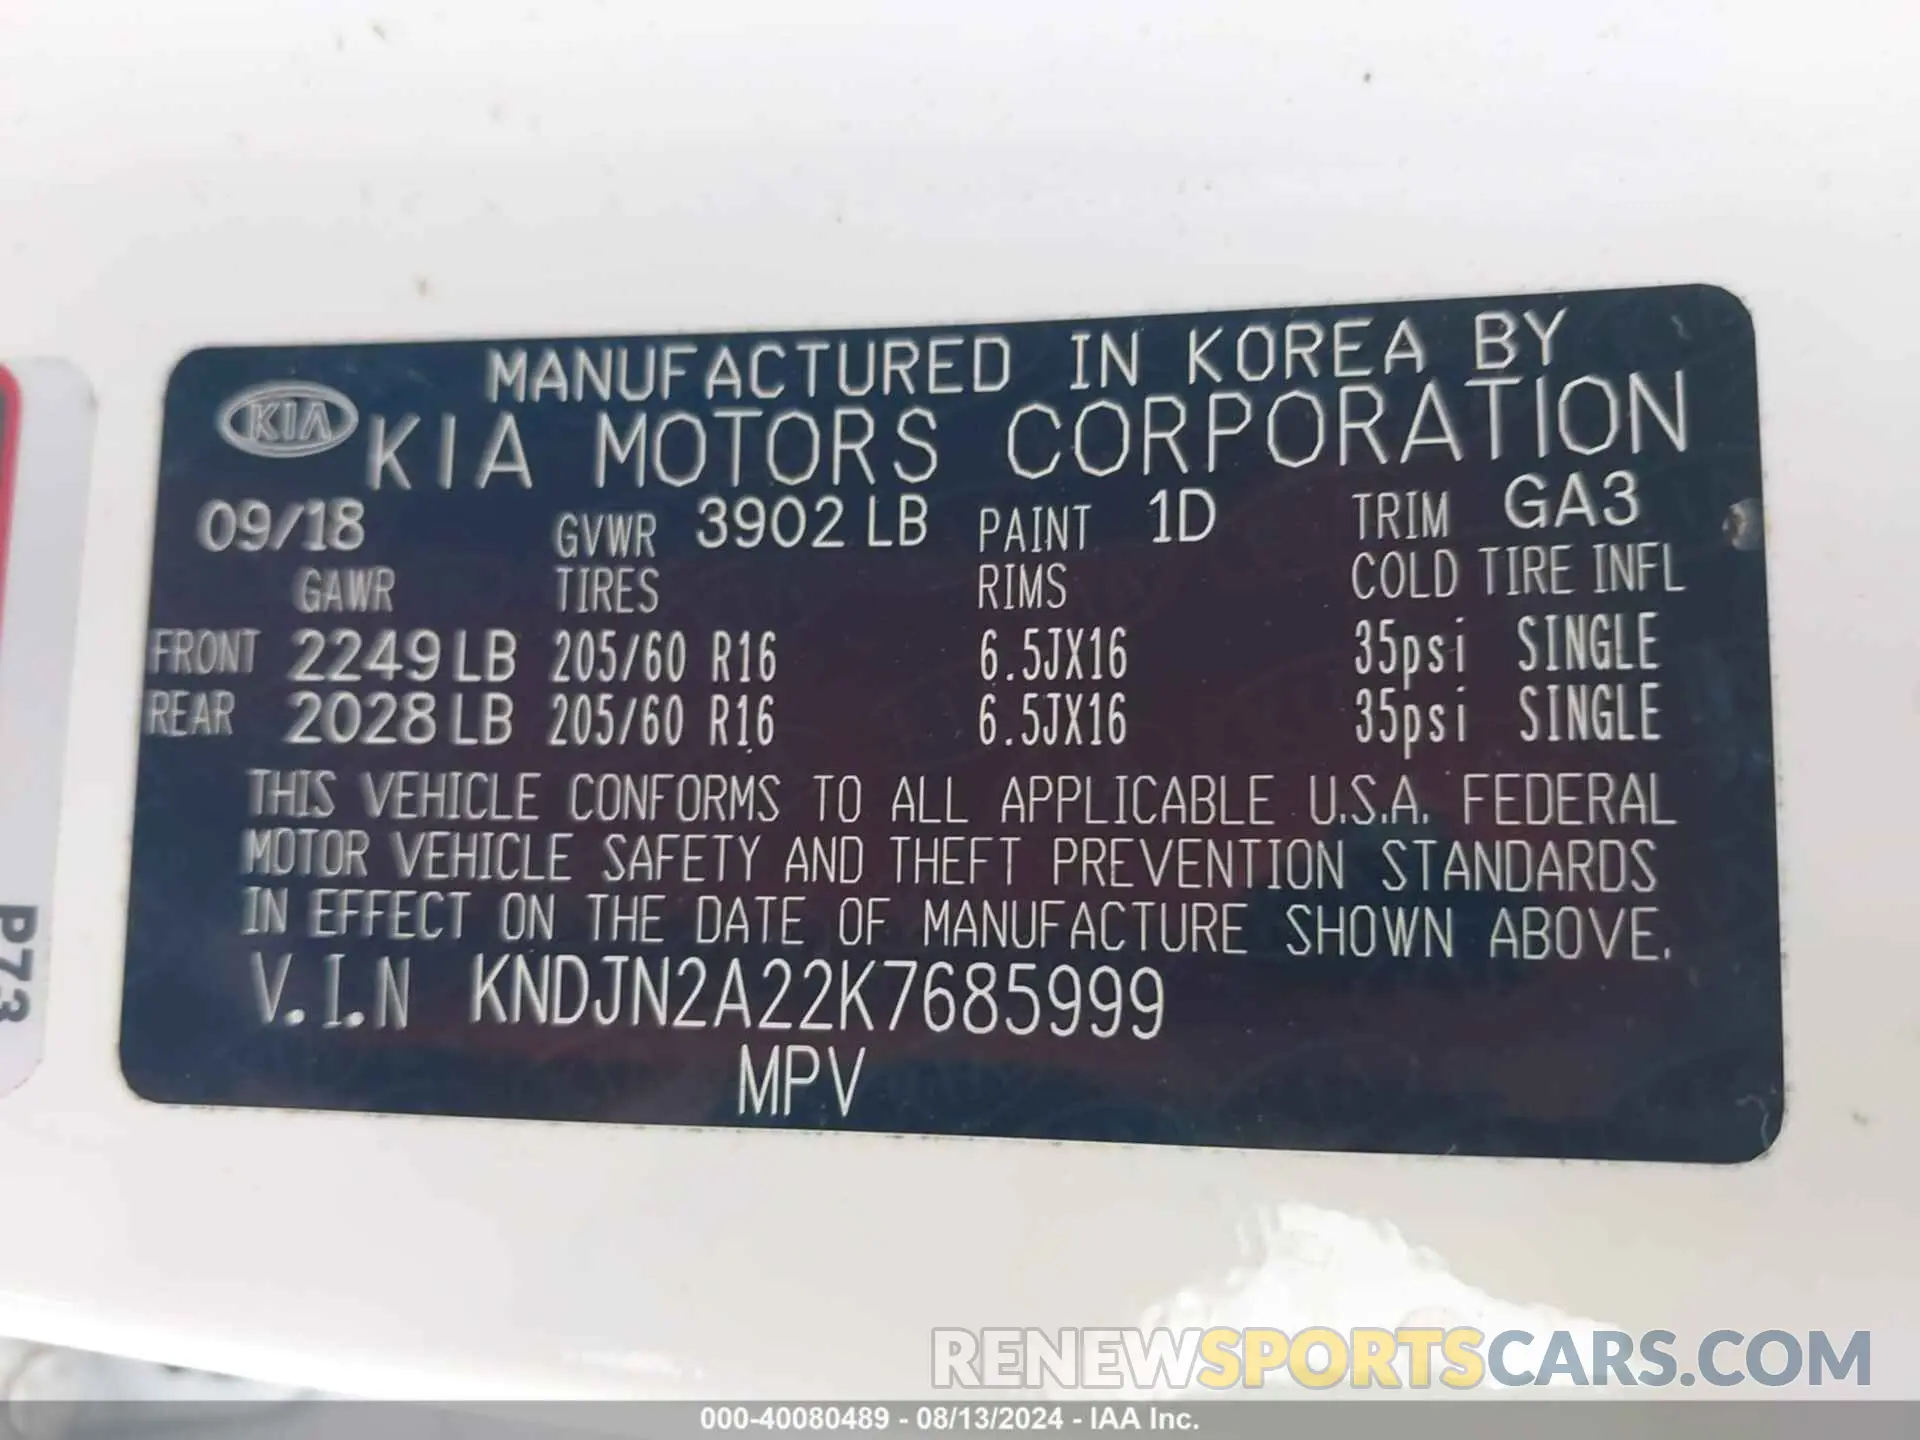 MANUFACTURED IN KOREA BY
KIA KIA MOTORS CORPORATION
09/18 GVWR 3902 LB PAINT 1D TRIM GA3
GAWR TIRES RIMS COLD TIRE INFL
FRONT 2249 LB 205/60 R16 6.5JX16 35psi SINGLE
REAR 2028 LB 205/60 R16 6.5JX16 35psi SINGLE
THIS VEHICLE CONFORMS TO ALL APPLICABLE U.S.A. FEDERAL
MOTOR VEHICLE SAFETY AND THEFT PREVENTION STANDARDS
IN EFFECT ON THE DATE OF MANUFACTURE SHOWN ABOVE.
V.I.N KNDJN2A22K7685999
MPV
P73
RENEWSPORTSCARS.COM
000-40080489 - 08/13/2024 - IAA Inc.